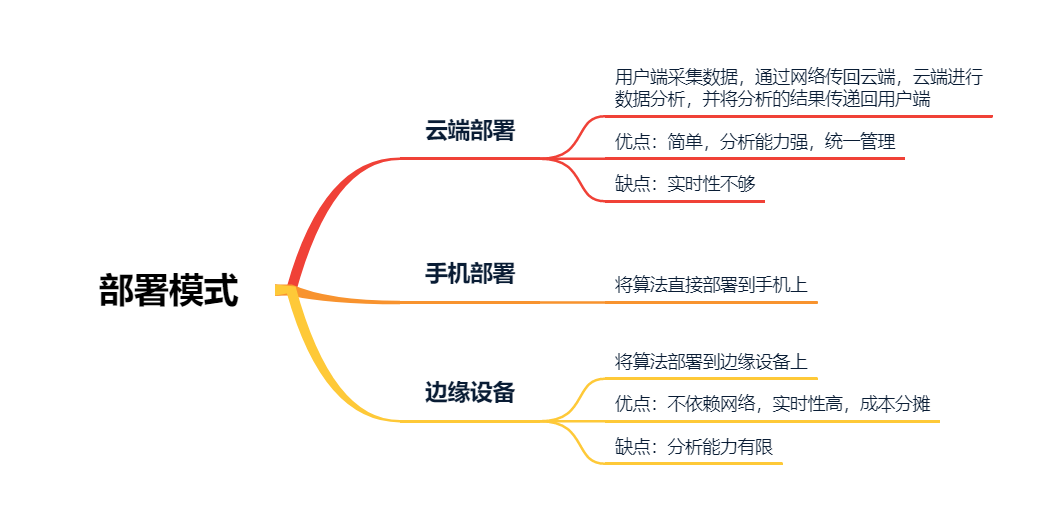 部署模式
云端部署
用户端采集数据，通过网络传回云端，云端进行
数据分析，并将分析的结果传递回用户端
优点：简单，分析能力强，统一管理
缺点：实时性不够
手机部署
将算法直接部署到手机上
边缘设备
将算法部署到边缘设备上
优点：不依赖网络，实时性高，成本分摊
缺点：分析能力有限